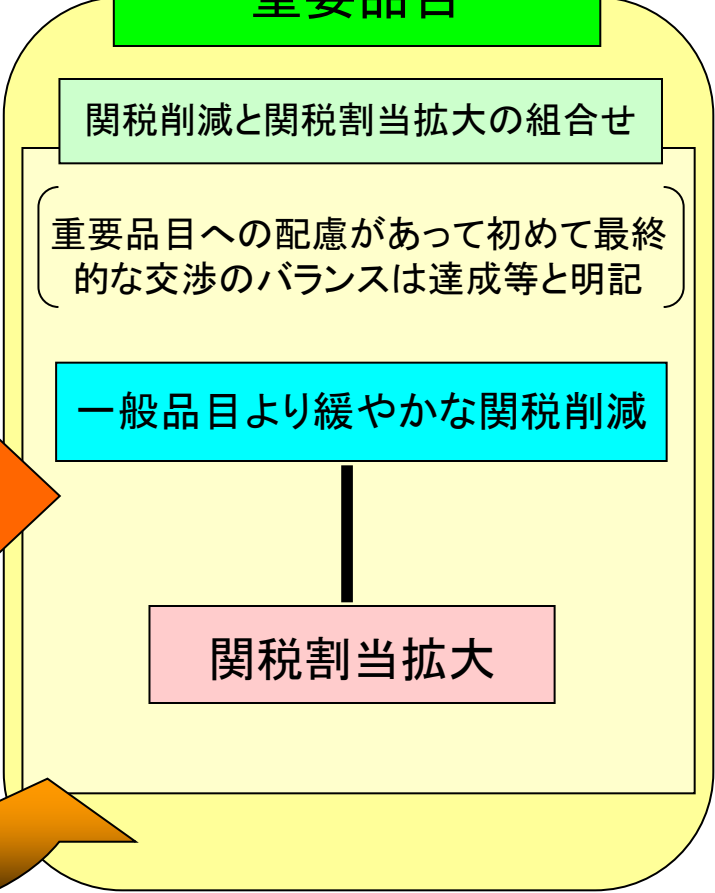 重要品目
関税削減と関税割当拡大の組合せ
重要品目への配慮があって初めて最終
的な交渉のバランスは達成等と明記
一般品目より緩やかな関税削減
関税割当拡大